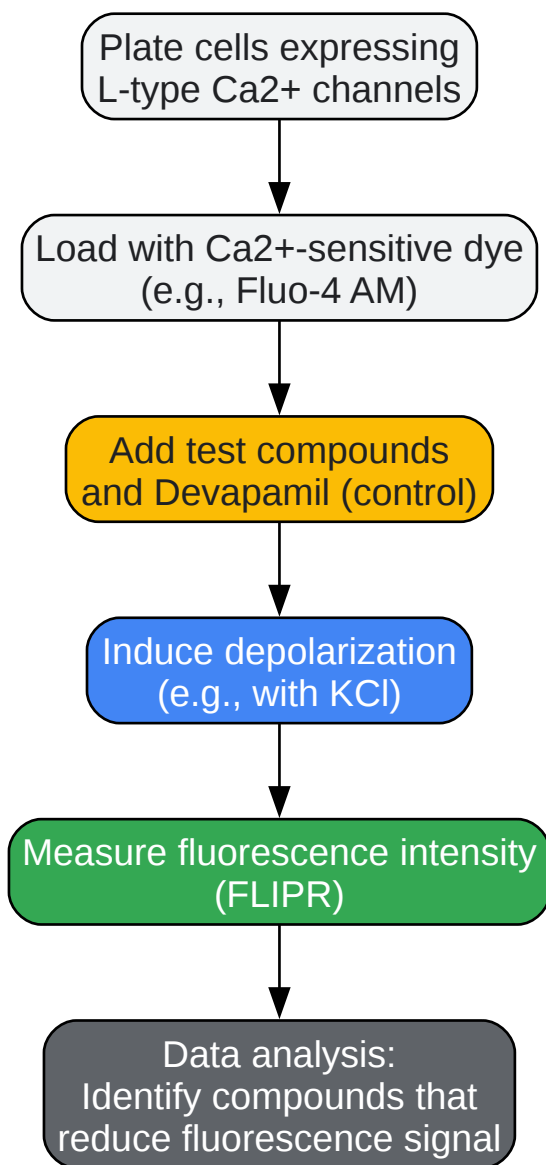 Plate cells expressing
L-type Ca2+ channels
Load with Ca2+-sensitive dye
(e.g., Fluo-4 AM)
Add test compounds
and Devapamil (control)
Induce depolarization
(e.g., with KCl)
Measure fluorescence intensity
(FLIPR)
Data analysis:
Identify compounds that
reduce fluorescence signal